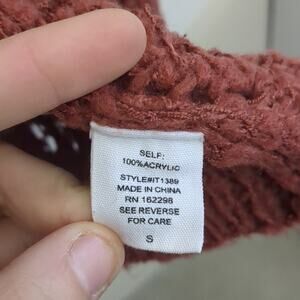 SELF:
100%ACRYLIC
STYLE#IT1389
MADE IN CHINA
RN 162298
SEE REVERSE
FOR CARE
S